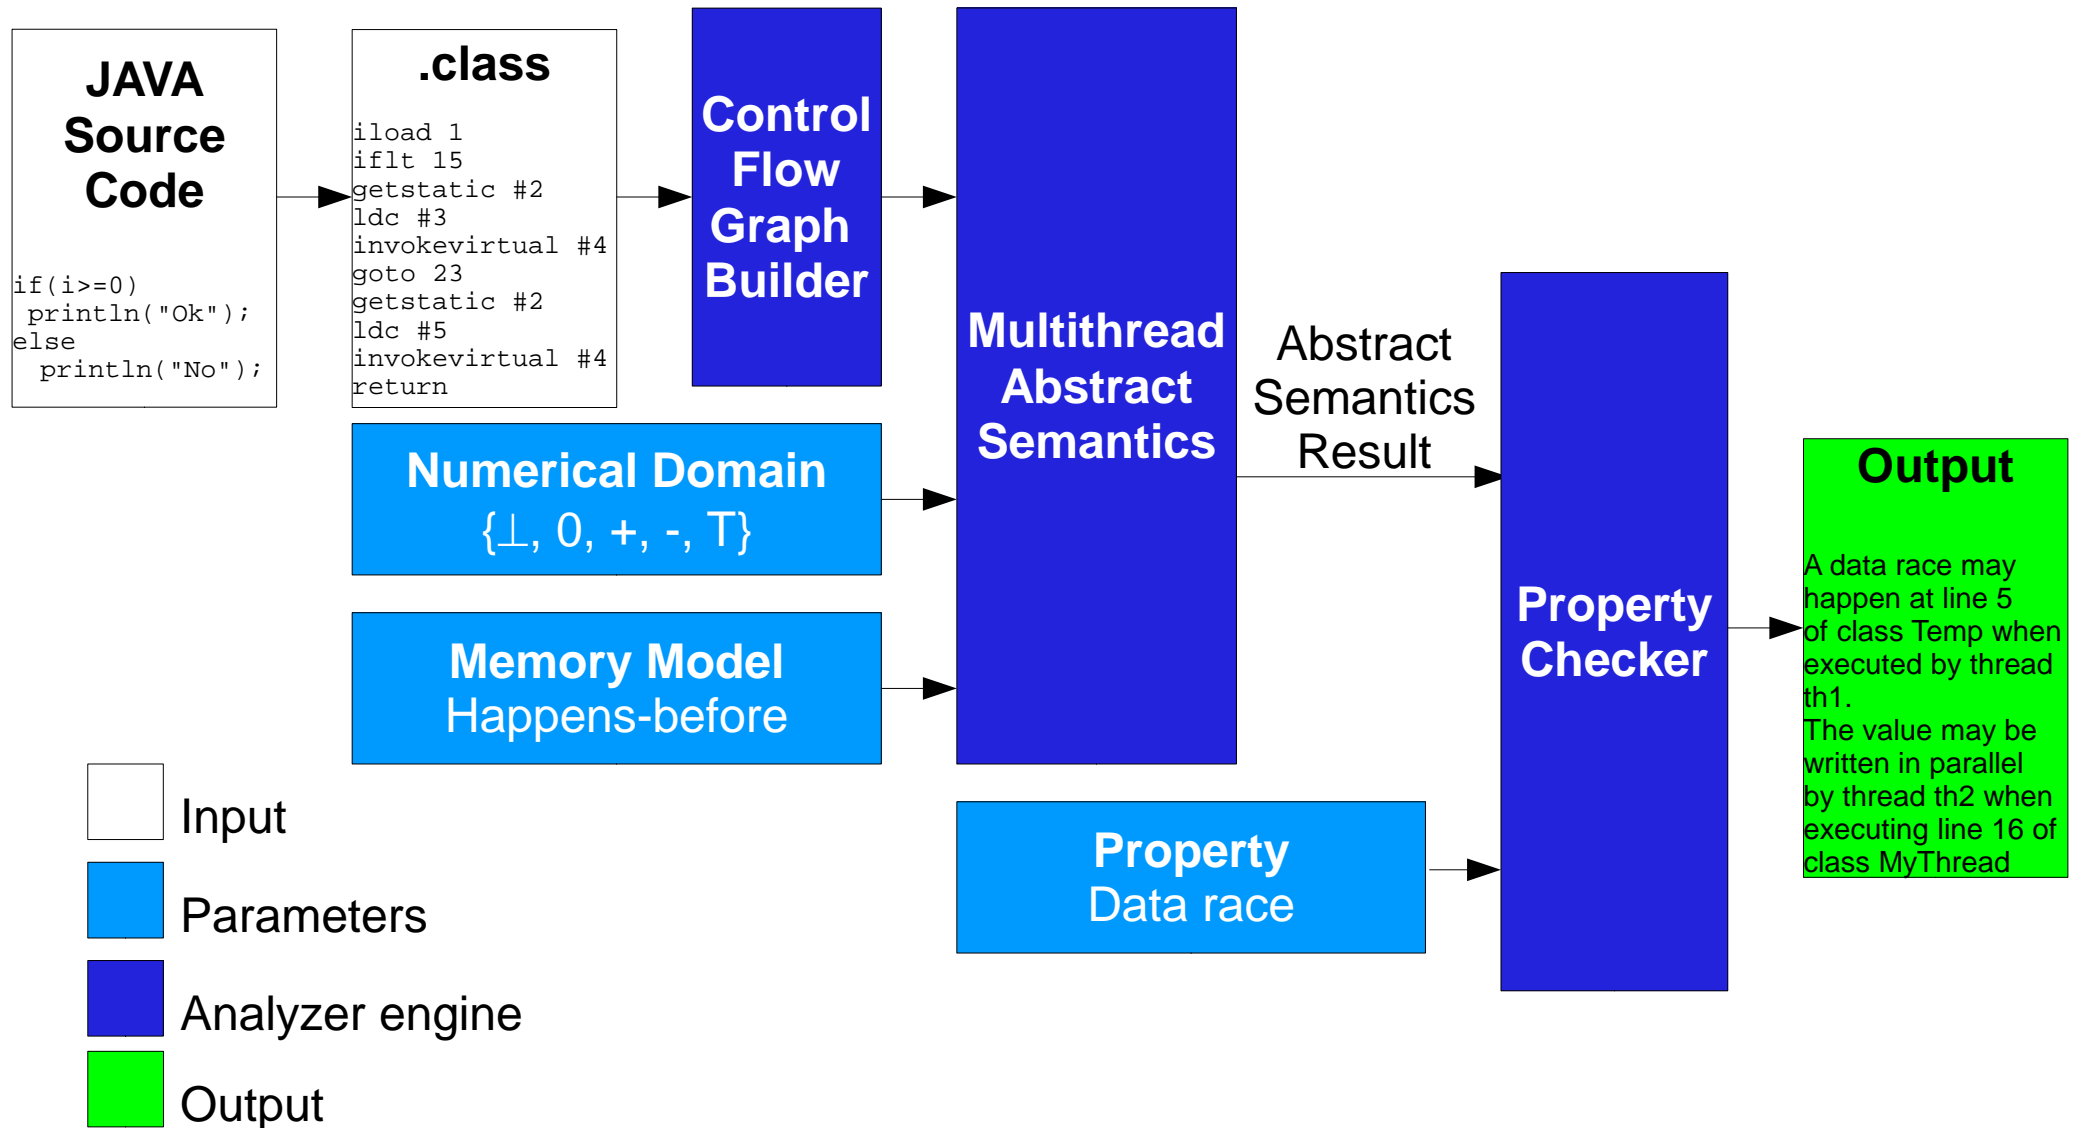 JAVA
Source
Code
if(i>=0)
println("Ok");
else
println("No");
.class
iload 1
iflt 15
getstatic #2
ldc #3
invokevirtual #4
goto 23
getstatic #2
ldc #5
invokevirtual #4
return
Control
Flow
Graph
Builder
Numerical Domain
{⊥, 0, +, -, T}
Memory Model
Happens-before
Multithread
Abstract
Semantics
Abstract
Semantics
Result
Property
Data race
Property
Checker
Output
A data race may
happen at line 5
of class Temp when
executed by thread
th1.
The value may be
written in parallel
by thread th2 when
executing line 16 of
class MyThread
Input
Parameters
Analyzer engine
Output